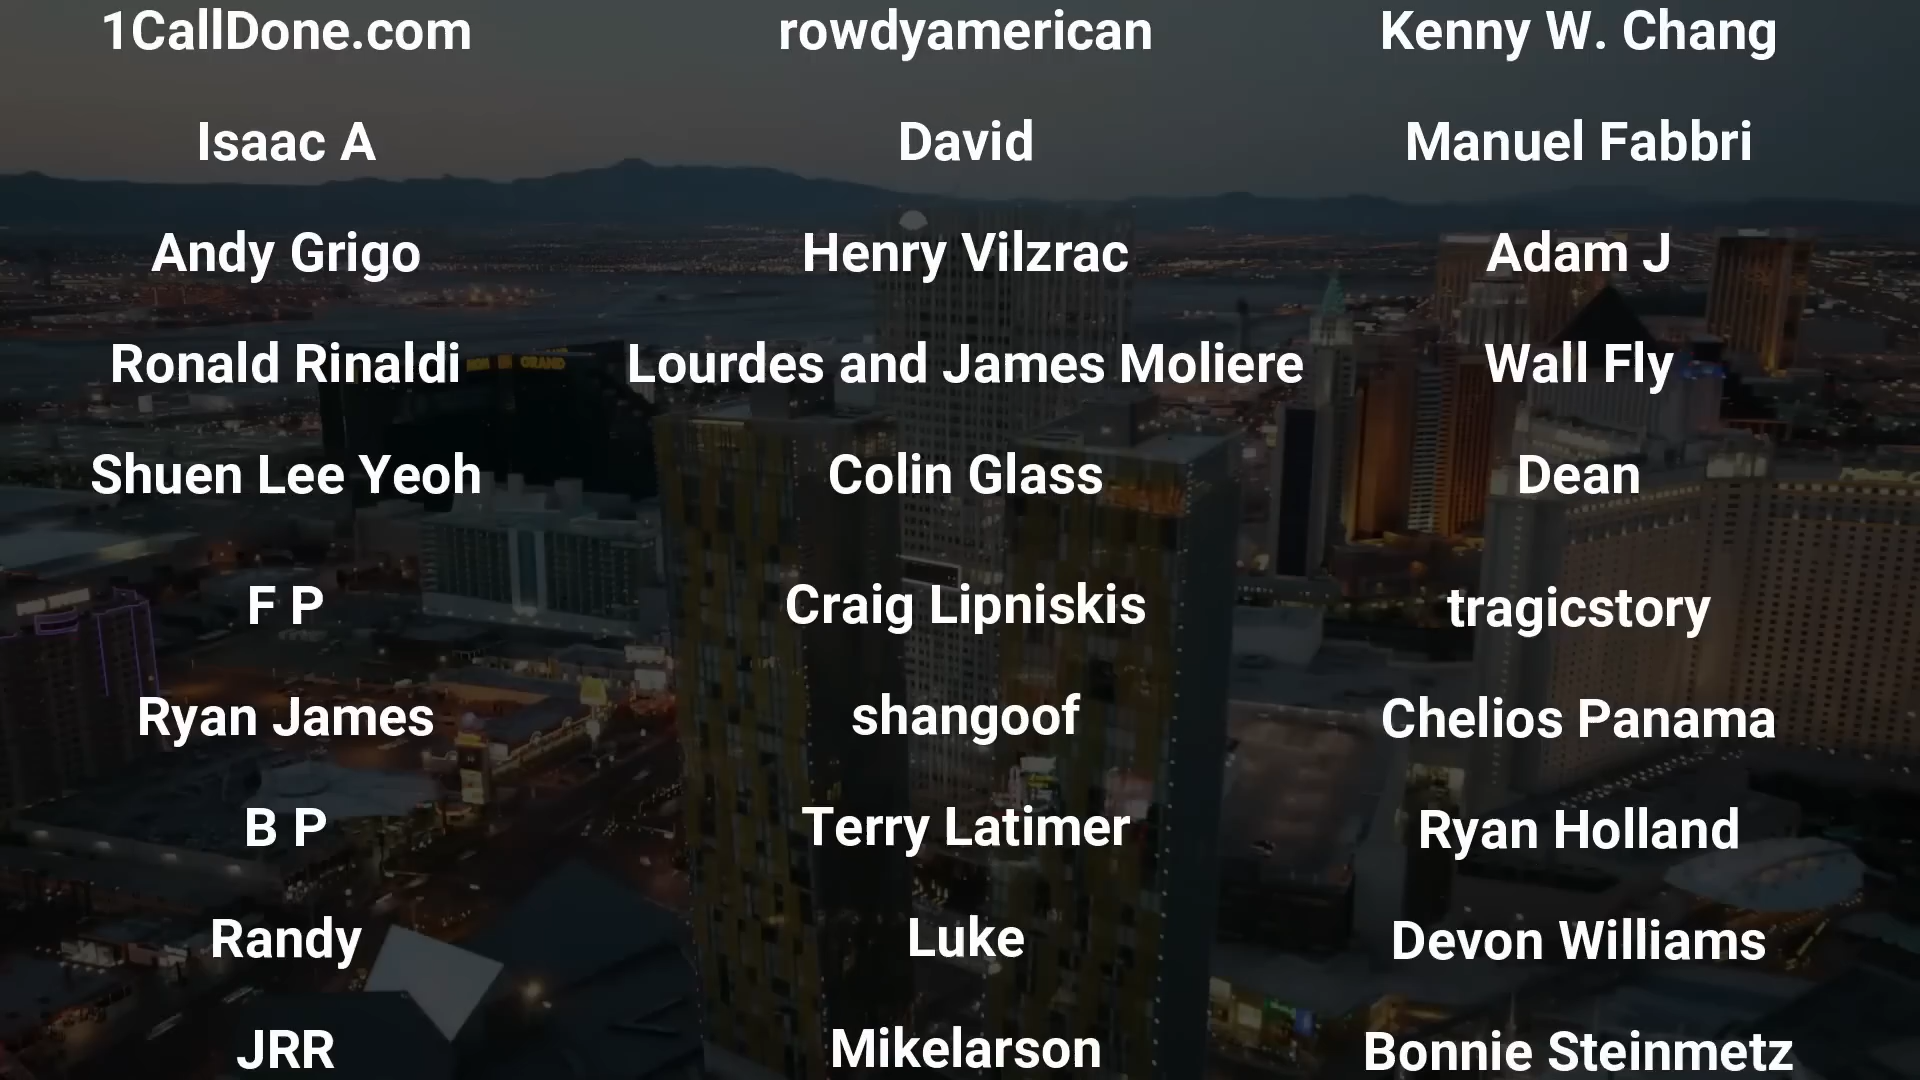 1CallDone.com rowdyamerican Kenny W. Chang
Isaac A David Manuel Fabbri
Andy Grigo Henry Vilzrac Adam J
Ronald Rinaldi Lourdes and James Moliere Wall Fly
GRAND
Shuen Lee Yeoh Colin Glass Dean
F P Craig Lipniskis tragicstory
Ryan James shangoof Chelios Panama
B P Terry Latimer Ryan Holland
Randy Luke Devon Williams
JRR Mikelarson Bonnie Steinmetz